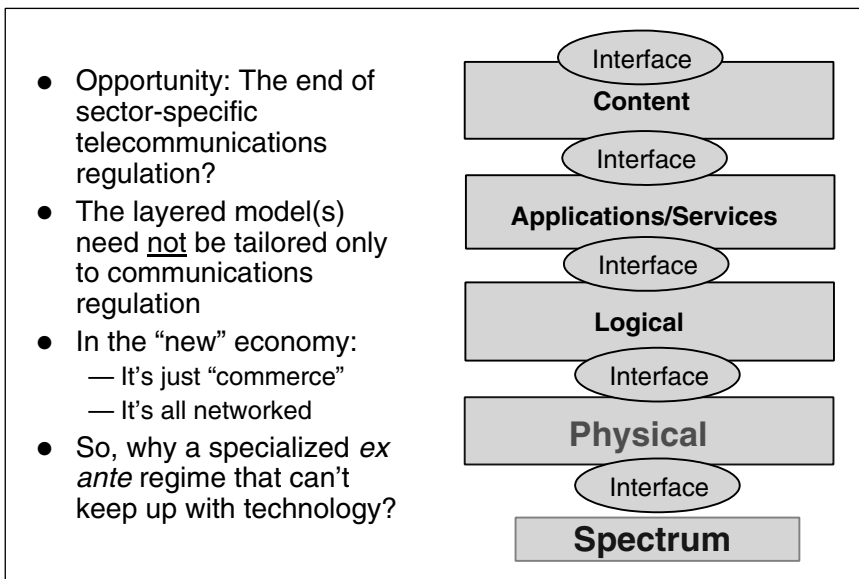 ● Opportunity: The end of
sector-specific
telecommunications
regulation?
● The layered model(s)
need not be tailored only
to communications
regulation
● In the “new” economy:
— It’s just “commerce”
— It’s all networked
● So, why a specialized ex
ante regime that can’t
keep up with technology?
Interface
Content
Interface
Applications/Services
Interface
Logical
Interface
Physical
Interface
Spectrum